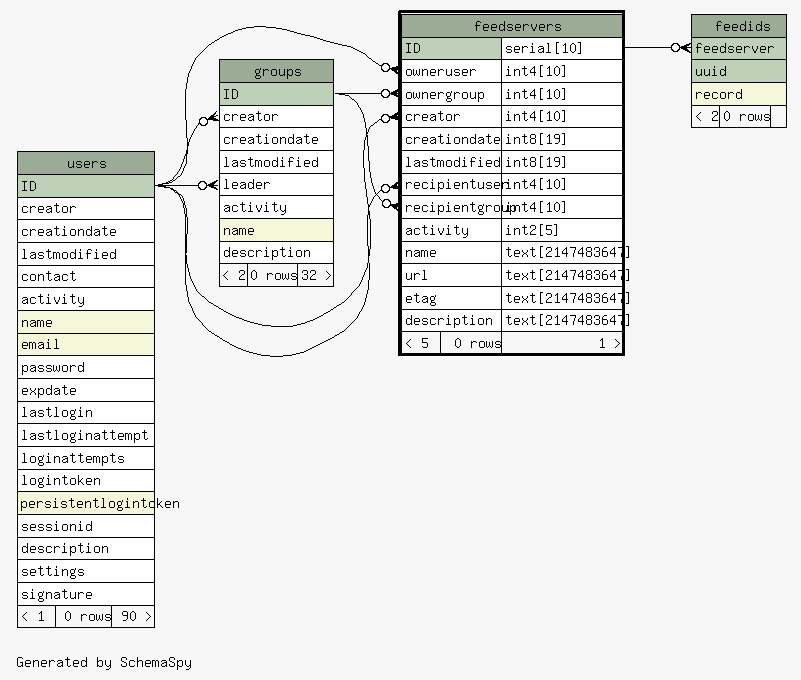 users
ID
creator
creationdate
lastmodified
contact
activity
name
email
password
expdate
lastlogin
lastloginattempt
loginattempts
logintoken
persistentlogintoken
sessionid
description
settings
signature
< 1 0 rows 90 >
groups
ID
creator
creationdate
lastmodified
leader
activity
name
description
< 2 0 rows 32 >
feedservers
ID serial[10]
owneruser int4[10]
ownergroup int4[10]
creator int4[10]
creationdate int8[19]
lastmodified int8[19]
recipientuser int4[10]
recipientgroup int4[10]
activity int2[5]
name text[2147483647]
url text[2147483647]
etag text[2147483647]
description text[2147483647]
< 5 0 rows 1 >
feedids
feedserver
uuid
record
< 2 0 rows
Generated by SchemaSpy